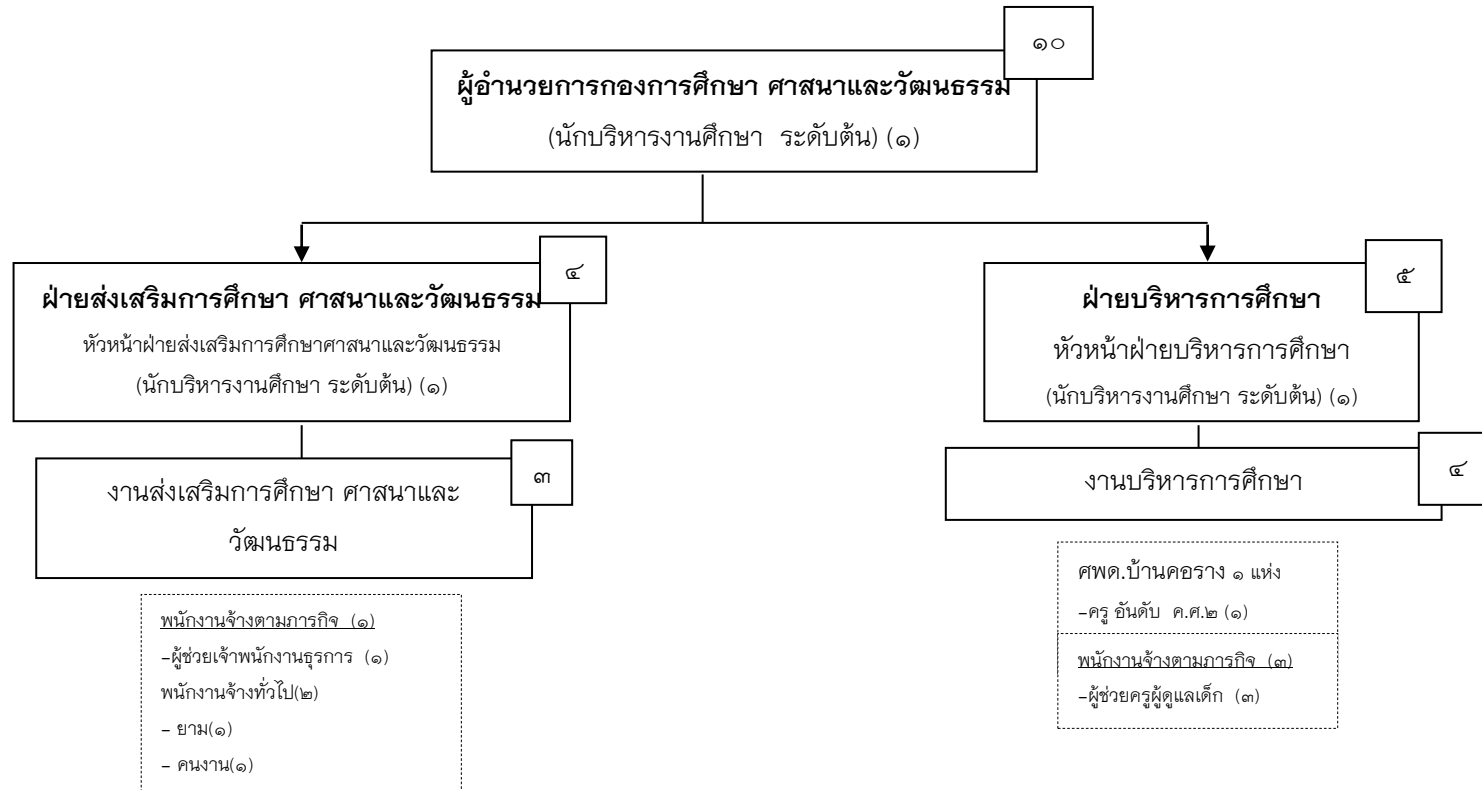 ๑๐
ผู้อำนวยการกองการศึกษา ศาสนาและวัฒนธรรม
(นักบริหารงานศึกษา ระดับต้น) (๑)
๔
ฝ่ายส่งเสริมการศึกษา ศาสนาและวัฒนธรรม
หัวหน้าฝ่ายส่งเสริมการศึกษาศาสนาและวัฒนธรรม
(นักบริหารงานศึกษา ระดับต้น) (๑)
๓
งานส่งเสริมการศึกษา ศาสนาและ
วัฒนธรรม
พนักงานจ้างตามภารกิจ (๑)
-ผู้ช่วยเจ้าพนักงานธุรการ (๑)
พนักงานจ้างทั่วไป(๒)
- ยาม(๑)
- คนงาน(๑)
๕
ฝ่ายบริหารการศึกษา
หัวหน้าฝ่ายบริหารการศึกษา
(นักบริหารงานศึกษา ระดับต้น) (๑)
๔
งานบริหารการศึกษา
ศพด.บ้านคอราง ๑ แห่ง
-ครู อันดับ ค.ศ.๒ (๑)
พนักงานจ้างตามภารกิจ (๓)
-ผู้ช่วยครูผู้ดูแลเด็ก (๓)